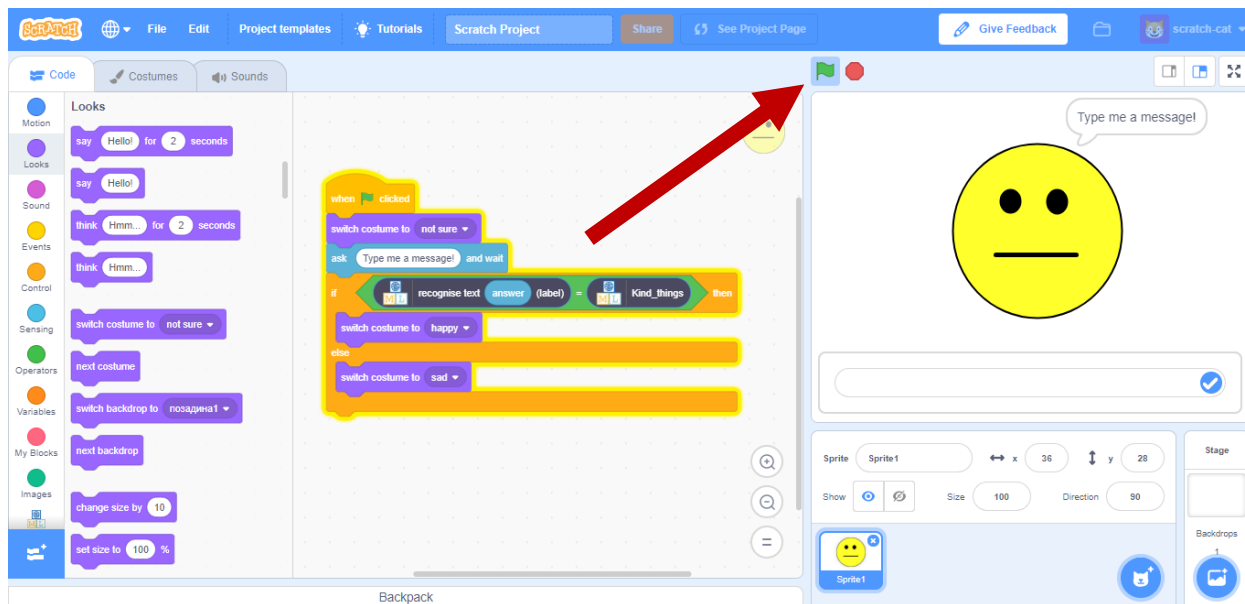 SCRATCH File Edit Project templates Tutorials Scratch Project Share See Project Page Give Feedback scratch-cat
Code Costumes Sounds
Motion
Looks
Sound
Events
Control
Sensing
Operators
Variables
My Blocks
Images
ML
Looks
say Hello! for 2 seconds
say Hello!
think Hmm... for 2 seconds
think Hmm...
switch costume to not sure
next costume
switch backdrop to позадина1
next backdrop
change size by 10
set size to 100 %
when clicked
switch costume to not sure
ask Type me a message! and wait
if ML recognise text answer (label) = ML Kind_things then
switch costume to happy
else
switch costume to sad
Type me a message!
Sprite Sprite1 x 36 y 28
Show Size 100 Direction 90
Sprite1
Stage
Backdrops
1
Backpack